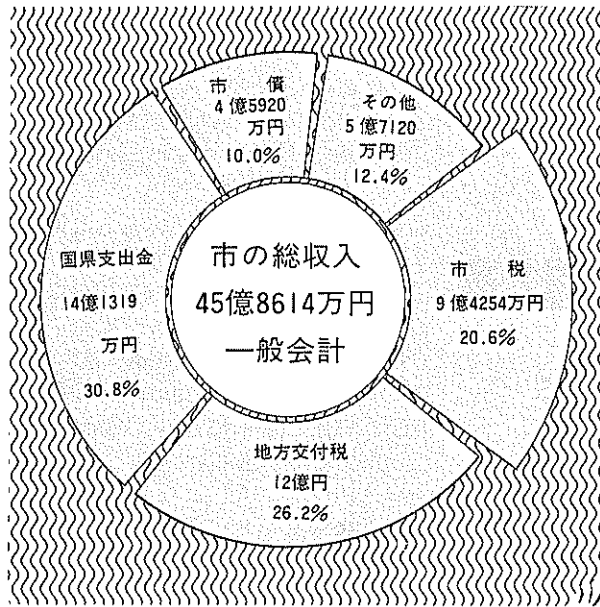 市の総収入
45億8614万円
一般会計
市税
9億4254万円
20.6%
地方交付税
12億円
26.2%
国県支出金
14億1319
万円
30.8%
市債
4億5920
万円
10.0%
その他
5億7120
万円
12.4%